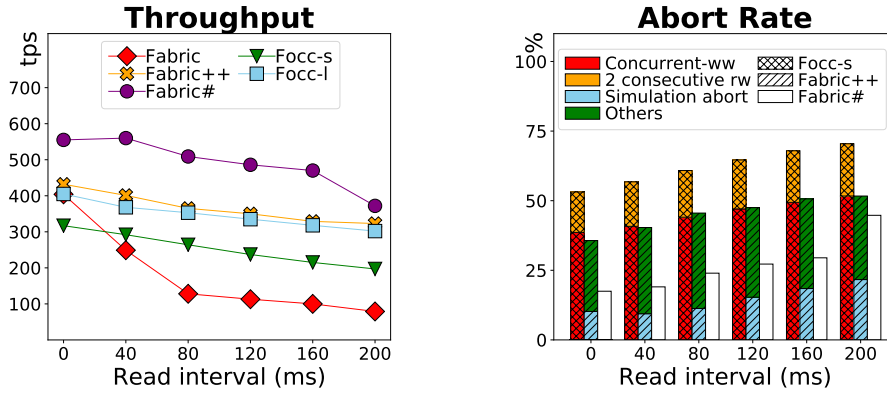 Throughput
tps
Fabric
Fabric++
Fabric#
Focc-s
Focc-l
700
600
500
400
300
200
100
0 40 80 120 160 200
Read interval (ms)
Abort Rate
%
Concurrent-ww
2 consecutive rw
Simulation abort
Others
Focc-s
Fabric++
Fabric#
100
75
50
25
0
0 40 80 120 160 200
Read interval (ms)